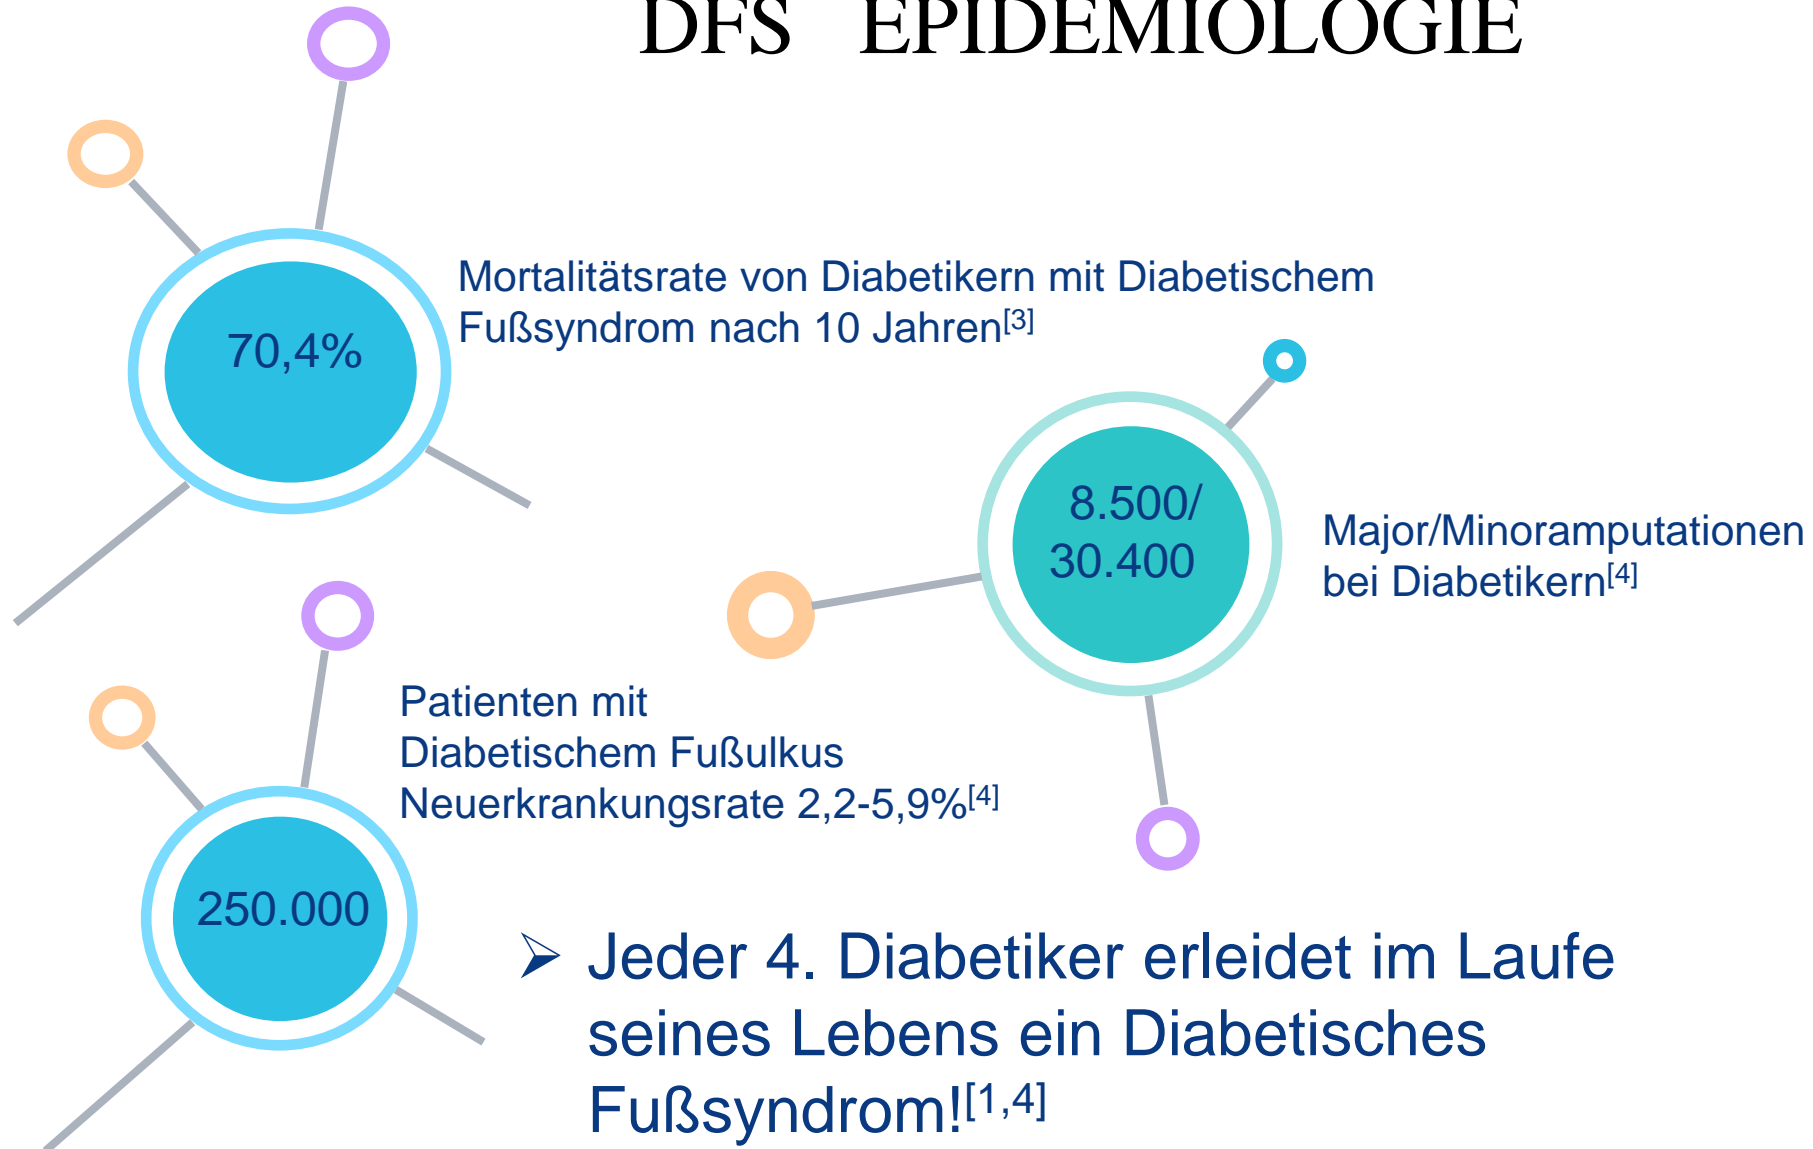 DFS EPIDEMIOLOGIE
70,4%
Mortalitätsrate von Diabetikern mit Diabetischem
Fußsyndrom nach 10 Jahren[3]
8.500/
30.400
Major/Minoramputationen
bei Diabetikern[4]
250.000
Patienten mit
Diabetischem Fußulkus
Neuerkrankungsrate 2,2-5,9%[4]
➢ Jeder 4. Diabetiker erleidet im Laufe
seines Lebens ein Diabetisches
Fußsyndrom![1,4]